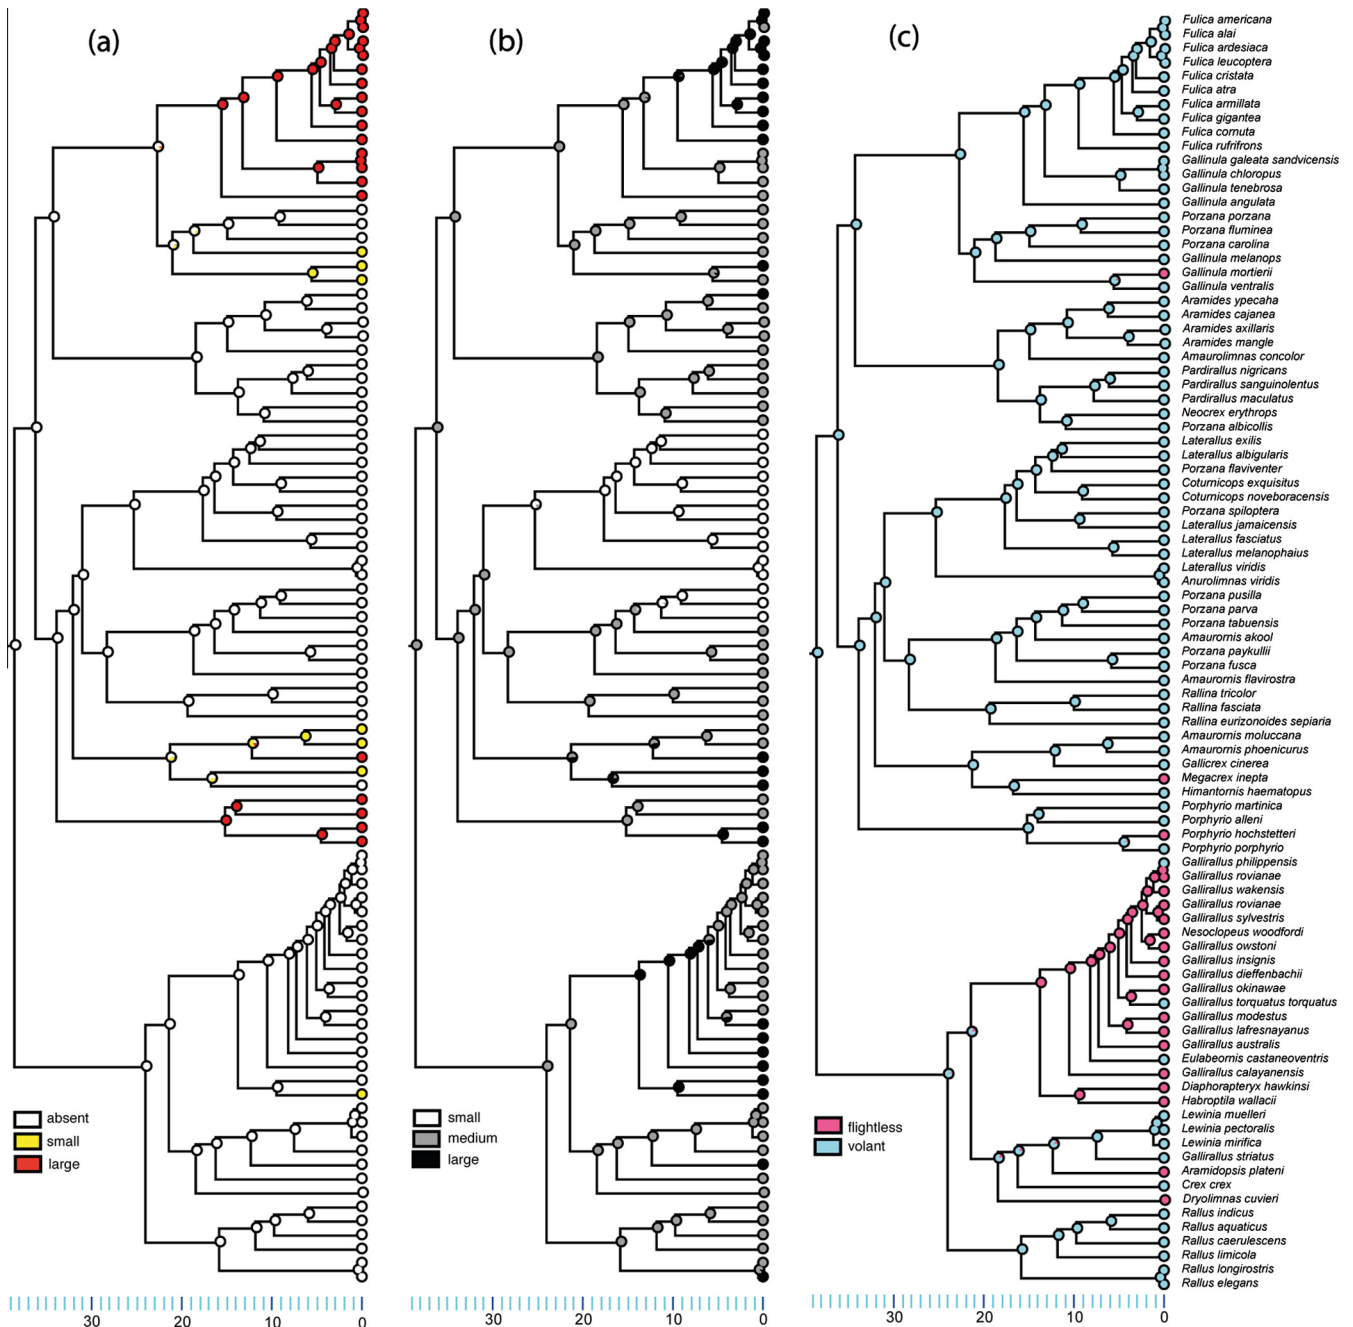 (a)
(b)
(c)
Fulica americana
Fulica alai
Fulica ardesiaca
Fulica leucoptera
Fulica cristata
Fulica atra
Fulica armillata
Fulica gigantea
Fulica cornuta
Fulica rufrifrons
Gallinula galeata sandvicensis
Gallinula chloropus
Gallinula tenebrosa
Gallinula angulata
Porzana porzana
Porzana fluminea
Porzana carolina
Gallinula melanops
Gallinula mortierii
Gallinula ventralis
Aramides ypecaha
Aramides cajanea
Aramides axillaris
Aramides mangle
Amaurolimnas concolor
Pardirallus nigricans
Pardirallus sanguinolentus
Pardirallus maculatus
Neocrex erythrops
Porzana albicollis
Laterallus exilis
Laterallus albigularis
Porzana flaviventer
Coturnicops exquisitus
Coturnicops noveboracensis
Porzana spiloptera
Laterallus jamaicensis
Laterallus fasciatus
Laterallus melanophaius
Laterallus viridis
Anurolimnas viridis
Porzana pusilla
Porzana parva
Porzana tabuensis
Amaurornis akool
Porzana paykullii
Porzana fusca
Amaurornis flavirostra
Rallina tricolor
Rallina fasciata
Rallina eurizonoides sepiaria
Amaurornis moluccana
Amaurornis phoenicurus
Gallicrex cinerea
Megacrex inepta
Himantornis haematopus
Porphyrio martinica
Porphyrio alleni
Porphyrio hochstetteri
Porphyrio porphyrio
Gallirallus philippensis
Gallirallus rovianae
Gallirallus wakensis
Gallirallus rovianae
Gallirallus sylvestris
Nesoclopeus woodfordi
Gallirallus owstoni
Gallirallus insignis
Gallirallus dieffenbachii
Gallirallus okinawae
Gallirallus torquatus torquatus
Gallirallus modestus
Gallirallus lafresnayanus
Gallirallus australis
Eulabeornis castaneoventris
Gallirallus calayanensis
Diaphorapteryx hawkinsi
Habroptila wallacii
Lewinia muelleri
Lewinia pectoralis
Lewinia mirifica
Gallirallus striatus
Aramidopsis plateni
Crex crex
Dryolimnas cuvieri
Rallus indicus
Rallus aquaticus
Rallus caerulescens
Rallus limicola
Rallus longirostris
Rallus elegans
absent
small
large
small
medium
large
flightless
volant
30 20 10 0
30 20 10 0
30 20 10 0